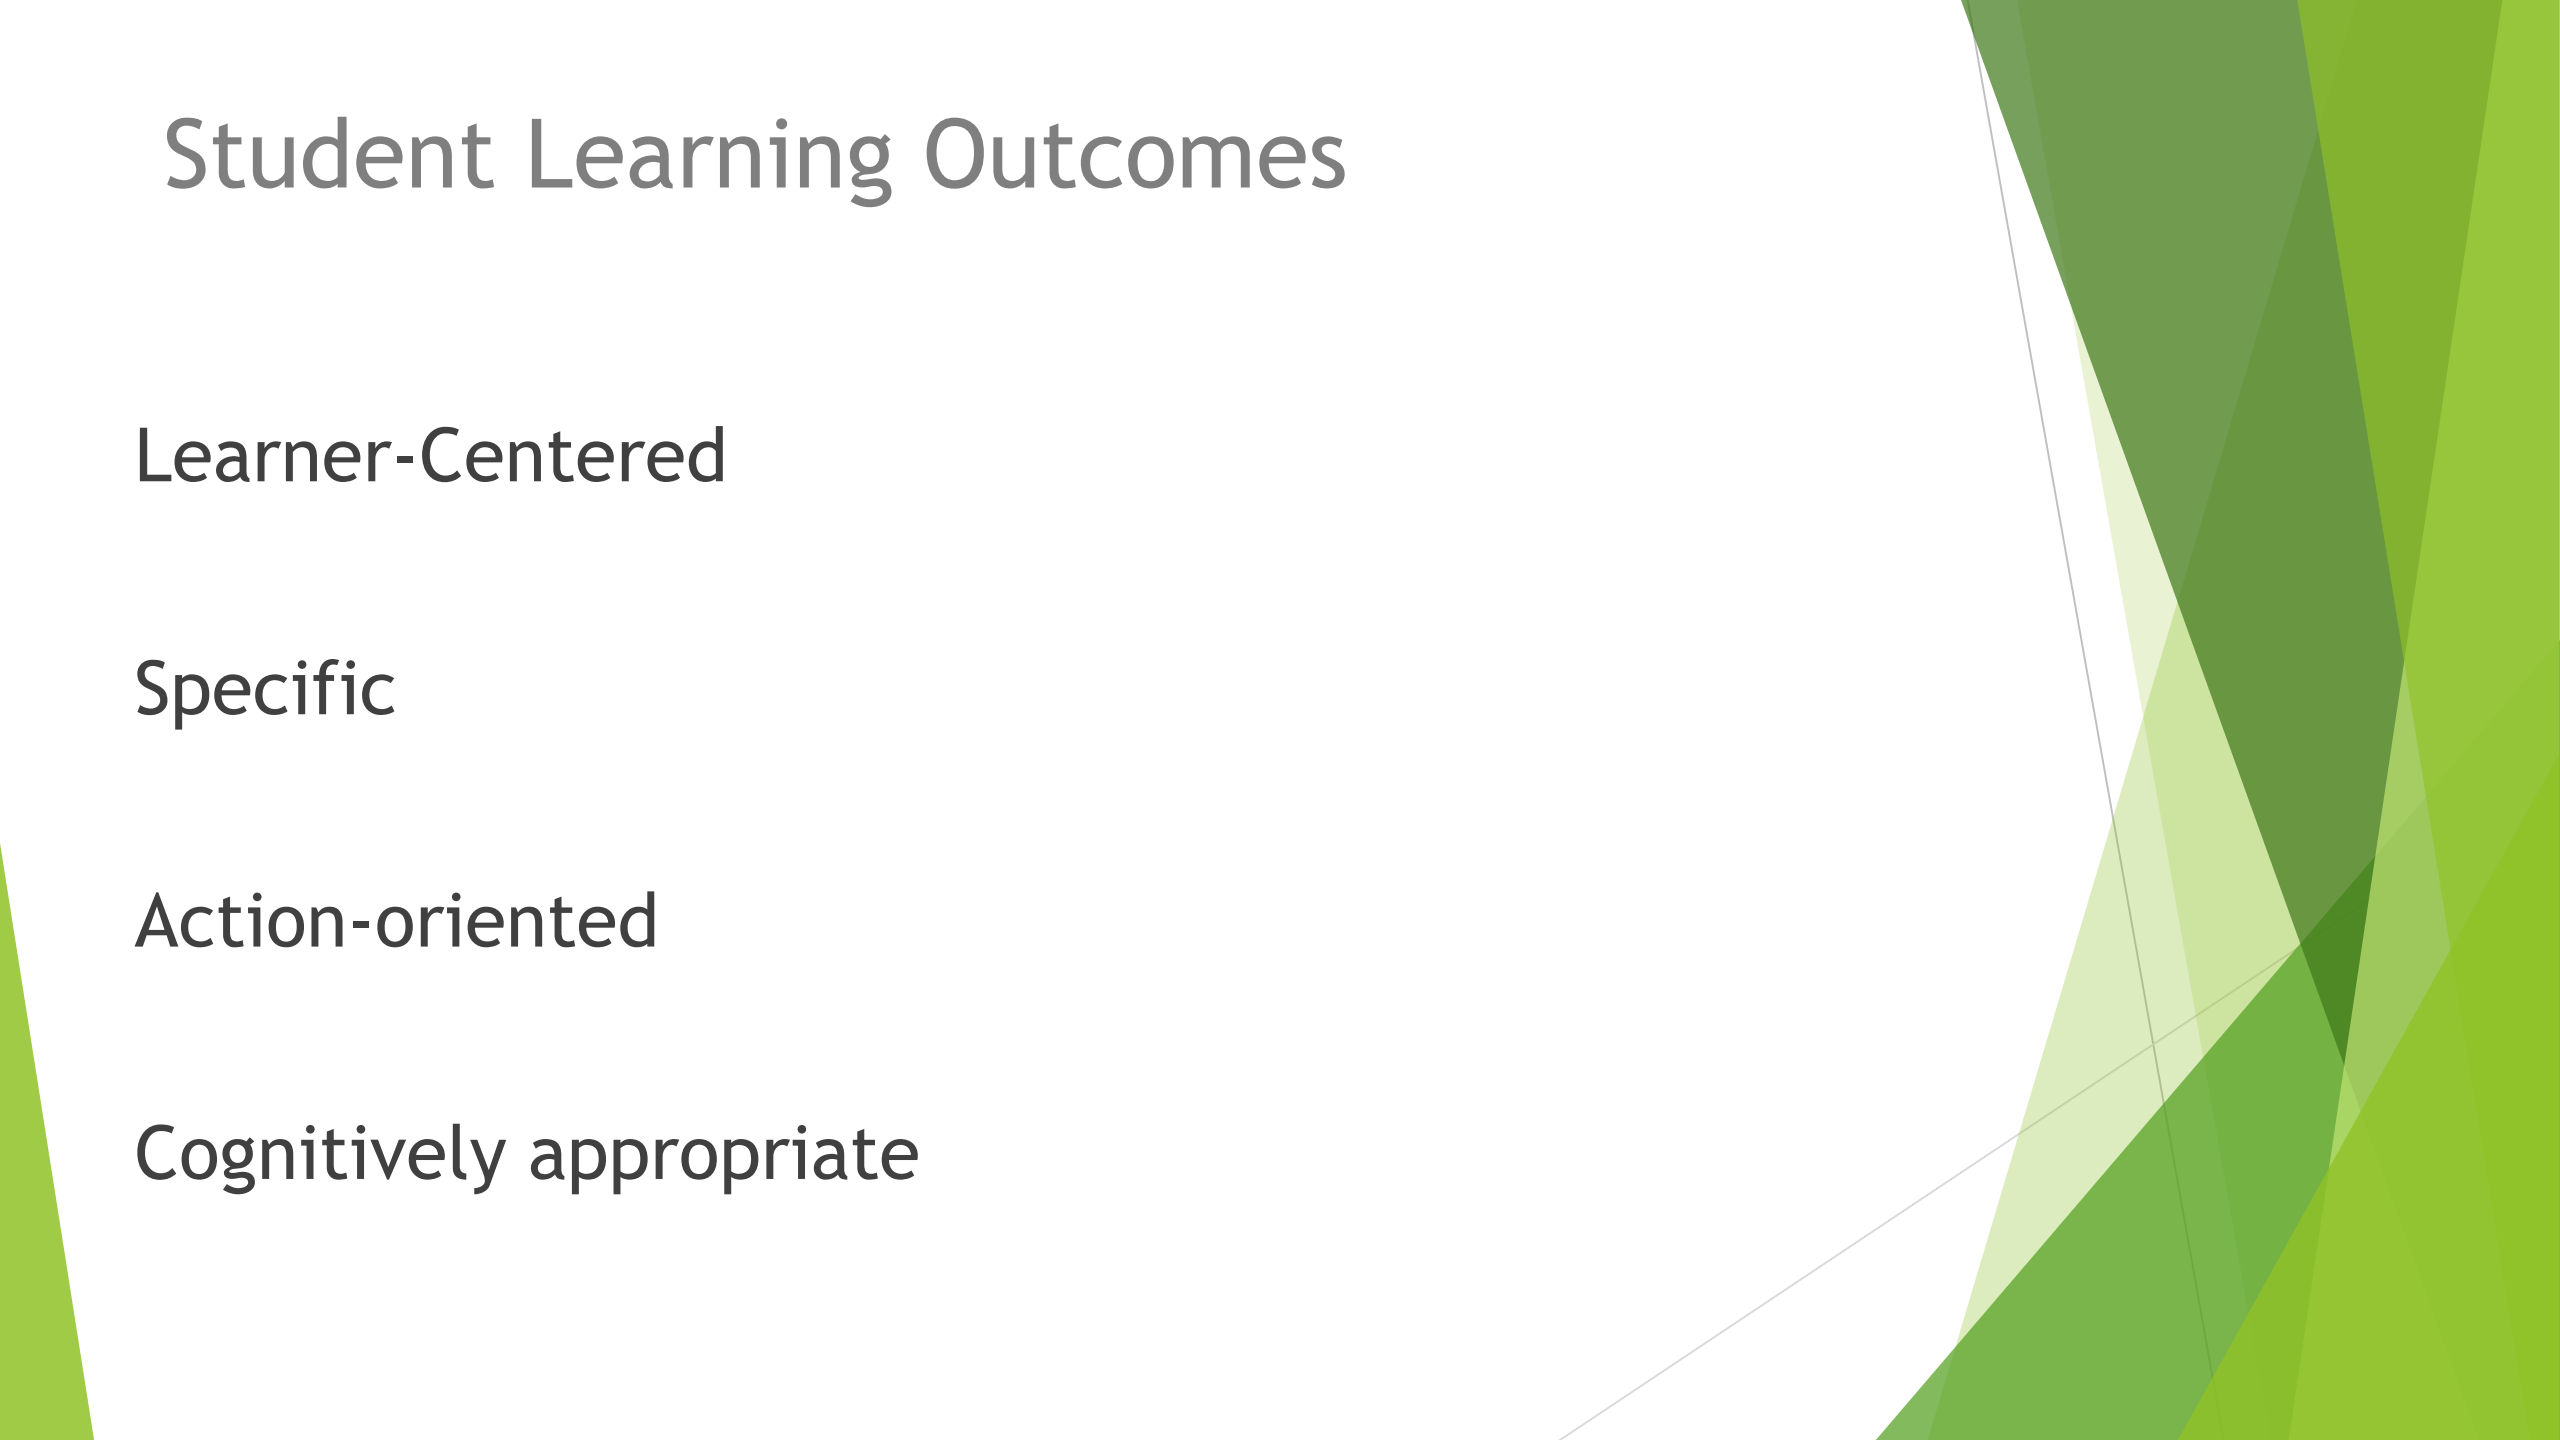 Student Learning Outcomes
Learner-Centered
Specific
Action-oriented
Cognitively appropriate